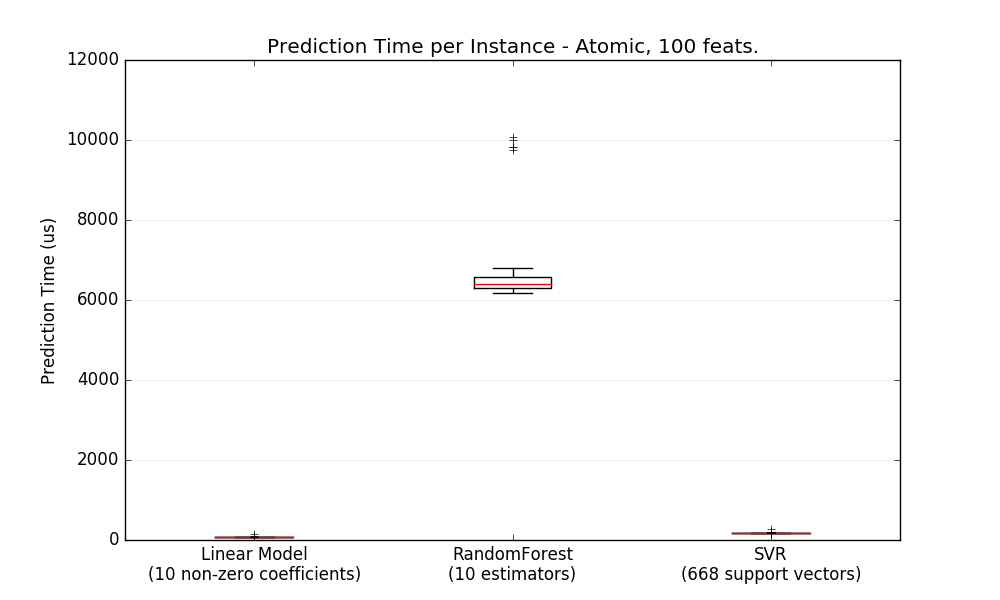 Prediction Time per Instance - Atomic, 100 feats.
12000
10000
8000
6000
4000
2000
0
Prediction Time (us)
Linear Model
(10 non-zero coefficients)
RandomForest
(10 estimators)
SVR
(668 support vectors)